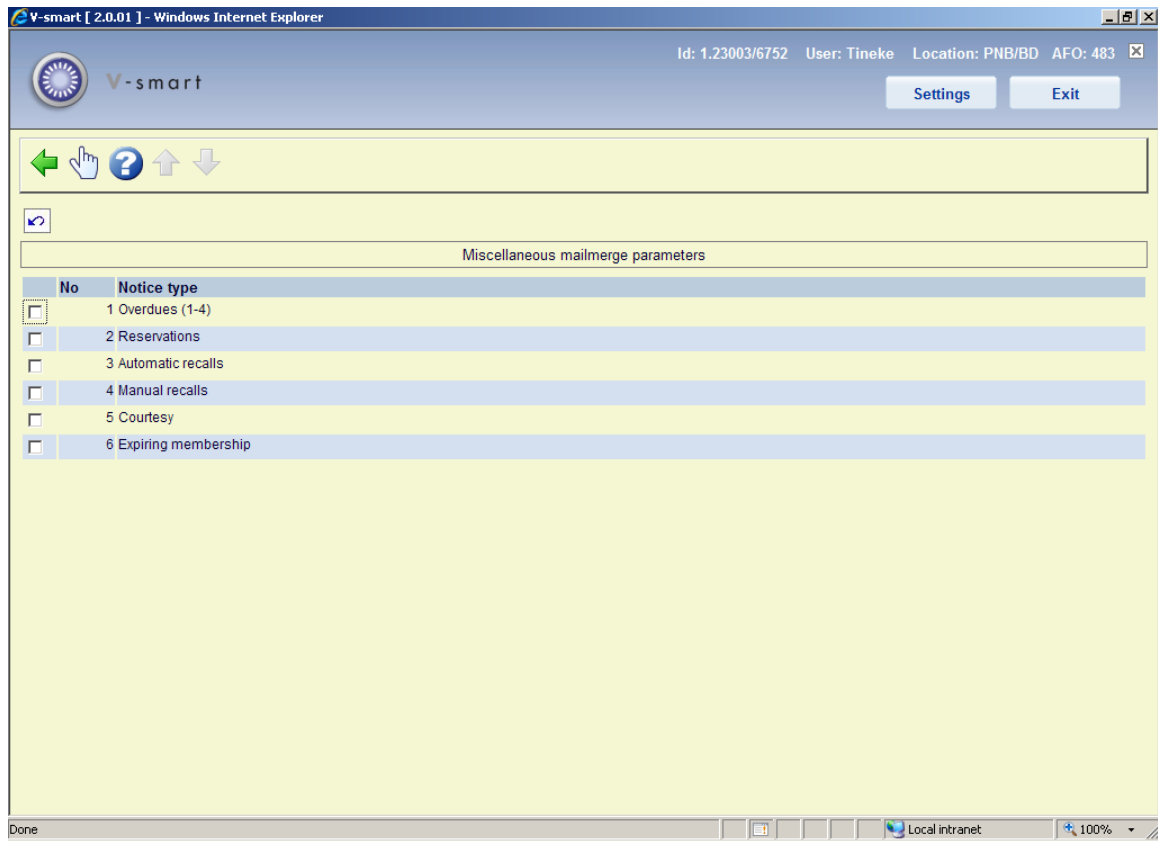 V-smart [ 2.0.01 ] - Windows Internet Explorer
Id: 1.23003/6752 User: Tineke Location: PNB/BD AFO: 483
V-smart
Settings Exit
?
Miscellaneous mailmerge parameters
No Notice type
1 Overdues (1-4)
2 Reservations
3 Automatic recalls
4 Manual recalls
5 Courtesy
6 Expiring membership
Done Local intranet 100%